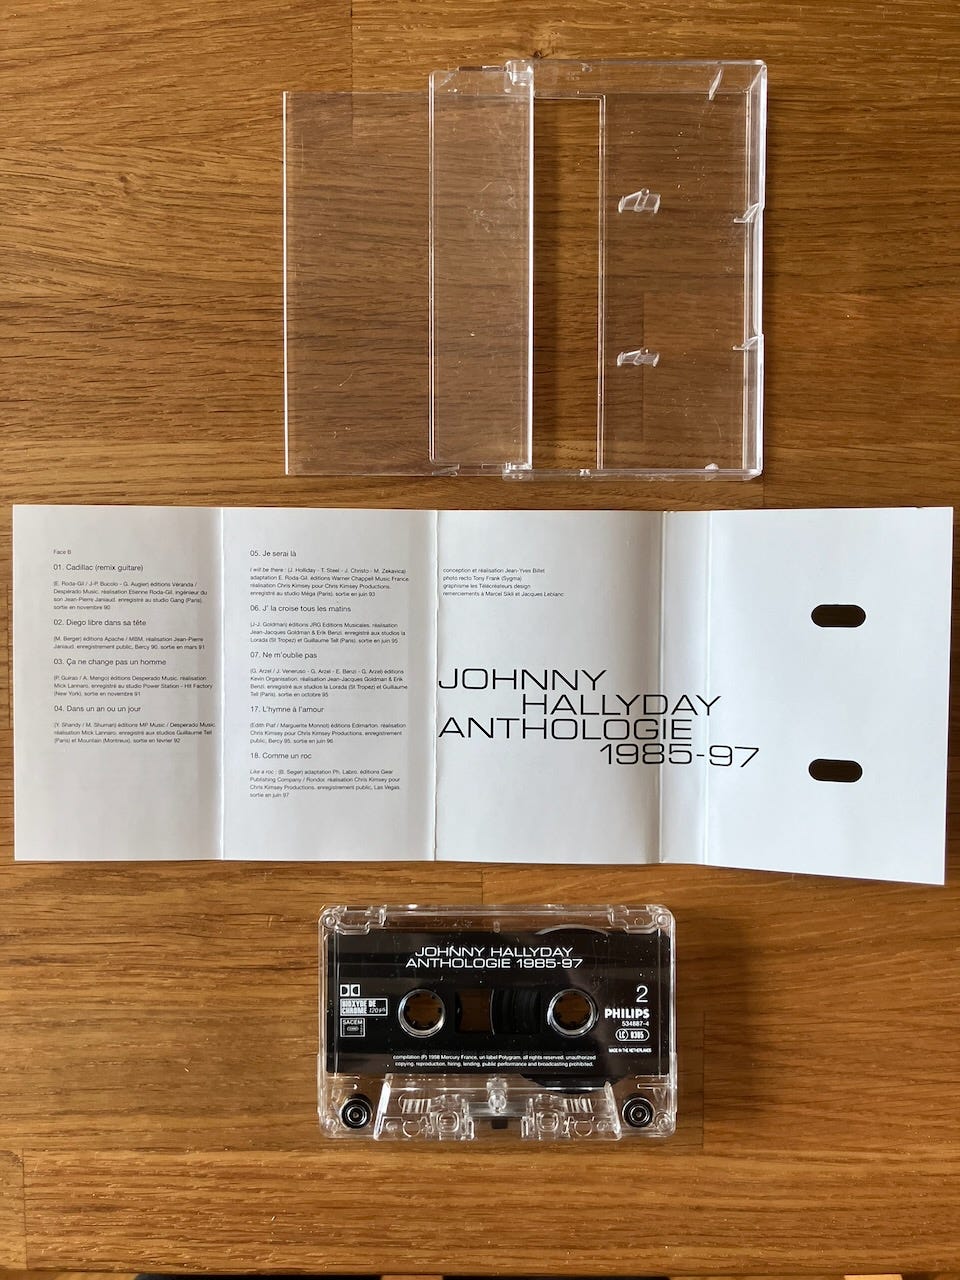 Face B
01. Cadillac (remix guitare)
(E. Roda-Gil / J-P. Bucolo - G. Augier) éditions Véranda /
Desperado Music. réalisation Etienne Roda-Gil. ingénieur du
son Jean-Pierre Janiaud. enregistré au studio Gang (Paris).
sortie en novembre 90
02. Diego libre dans sa tête
(M. Berger) éditions Apache / MBM. réalisation Jean-Pierre
Janiaud. enregistrement public, Bercy 90. sortie en mars 91
03. Ça ne change pas un homme
(P. Guirao / A. Mengo) éditions Desperado Music. réalisation
Mick Lannaro. enregistré au studio Power Station - Hit Factory
(New York). sortie en novembre 91
04. Dans un an ou un jour
(Y. Shandy / M. Shuman) éditions MP Music / Desperado Music.
réalisation Mick Lanaro. enregistré aux studios Guillaume Tell
(Paris) et Mountain (Montreux). sortie en février 92
05. Je serai là
I will be there : (J. Holliday - T. Steel - J. Christo - M. Zekavica)
adaptation E. Roda-Gil. éditions Warner Chappell Music France.
réalisation Chris Kimsey pour Chris Kimsey Productions.
enregistré au studio Méga (Paris). sortie en juin 93
06. J' la croise tous les matins
(J-J. Goldman) éditions JRG Editions Musicales. réalisation
Jean-Jacques Goldman & Erik Benzi. enregistré aux studios la
Lorada (St Tropez) et Guillaume Tell (Paris). sortie en juin 95
07. Ne m'oublie pas
(G. Arzel / J. Veneruso - G. Arzel - E. Benzi - G. Arzel) éditions
Kevin Organisation. réalisation Jean-Jacques Goldman & Erik
Benzi. enregistré aux studios la Lorada (St Tropez) et Guillaume
Tell (Paris). sortie en octobre 95
17. L'hymne à l'amour
(Edith Piaf / Marguerite Monnot) éditions Edimarton. réalisation
Chris Kimsey pour Chris Kimsey Productions. enregistrement
public, Bercy 95. sortie en juin 96
18. Comme un roc
Like a roc : (B. Seger) adaptation Ph. Labro. éditions Gear
Publishing Company / Rondor. réalisation Chris Kimsey pour
Chris Kimsey Productions. enregistrement public, Las Vegas.
sortie en juin 97
conception et réalisation Jean-Yves Billet
photo recto Tony Frank (Sygma)
graphisme les Télécréateurs design
remerciements à Marcel Sikli et Jacques Leblanc
JOHNNY
HALLYDAY
ANTHOLOGIE
1985-97
JOHNNY HALLYDAY
ANTHOLOGIE 1985-97
BIOXYDE DE
CHROME 120 µs
SACEM
2
PHILIPS
534887-4
LC 0305
MADE IN THE NETHERLANDS
compilation (P) 1998 Mercury France, un label Polygram. all rights reserved. unauthorized
copying, reproduction, hiring, lending, public performance and broadcasting prohibited.